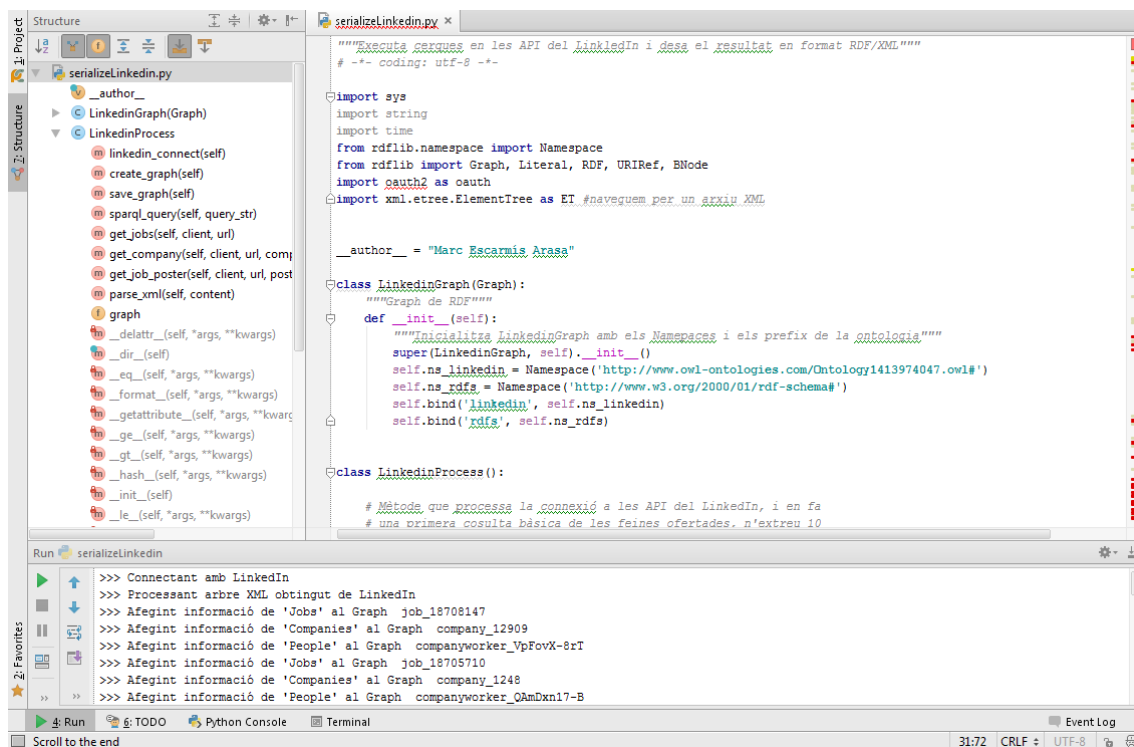 1: Project
7: Structure
2: Favorites
Structure
serializeLinkedin.py
__author__
LinkedinGraph(Graph)
LinkedinProcess
linkedin_connect(self)
create_graph(self)
save_graph(self)
sparql_query(self, query_str)
get_jobs(self, client, url)
get_company(self, client, url, comp
get_job_poster(self, client, url, post
parse_xml(self, content)
graph
__delattr__(self, *args, **kwargs)
__dir__(self)
__eq__(self, *args, **kwargs)
__format__(self, *args, **kwargs)
__getattribute__(self, *args, **kwarg
__ge__(self, *args, **kwargs)
__gt__(self, *args, **kwargs)
__hash__(self, *args, **kwargs)
__init__(self)
__le__(self, *args, **kwargs)
serializeLinkedin.py ×
"""Executa cerques en les API del LinkledIn i desa el resultat en format RDF/XML"""
# -*- coding: utf-8 -*-
import sys
import string
import time
from rdflib.namespace import Namespace
from rdflib import Graph, Literal, RDF, URIRef, BNode
import oauth2 as oauth
import xml.etree.ElementTree as ET #naveguem per un arxiu XML
__author__ = "Marc Escarmís Arasa"
class LinkedinGraph(Graph):
"""Graph de RDF"""
def __init__(self):
"""Inicialitza LinkedinGraph amb els Namepaces i els prefix de la ontologia"""
super(LinkedinGraph, self).__init__()
self.ns_linkedin = Namespace('http://www.owl-ontologies.com/Ontology1413974047.owl#')
self.ns_rdfs = Namespace('http://www.w3.org/2000/01/rdf-schema#')
self.bind('linkedin', self.ns_linkedin)
self.bind('rdfs', self.ns_rdfs)
class LinkedinProcess():
# Mètode que processa la connexió a les API del LinkedIn, i en fa
# una primera cosulta bàsica de les feines ofertades, n'extreu 10
Run serializeLinkedin
>>> Connectant amb LinkedIn
>>> Processant arbre XML obtingut de LinkedIn
>>> Afegint informació de 'Jobs' al Graph  job_18708147
>>> Afegint informació de 'Companies' al Graph  company_12909
>>> Afegint informació de 'People' al Graph  companyworker_VpFovX-8rT
>>> Afegint informació de 'Jobs' al Graph  job_18705710
>>> Afegint informació de 'Companies' al Graph  company_1248
>>> Afegint informació de 'People' al Graph  companyworker_QAmDxn17-B
4: Run 6: TODO Python Console Terminal Event Log
Scroll to the end 31:72 CRLF UTF-8